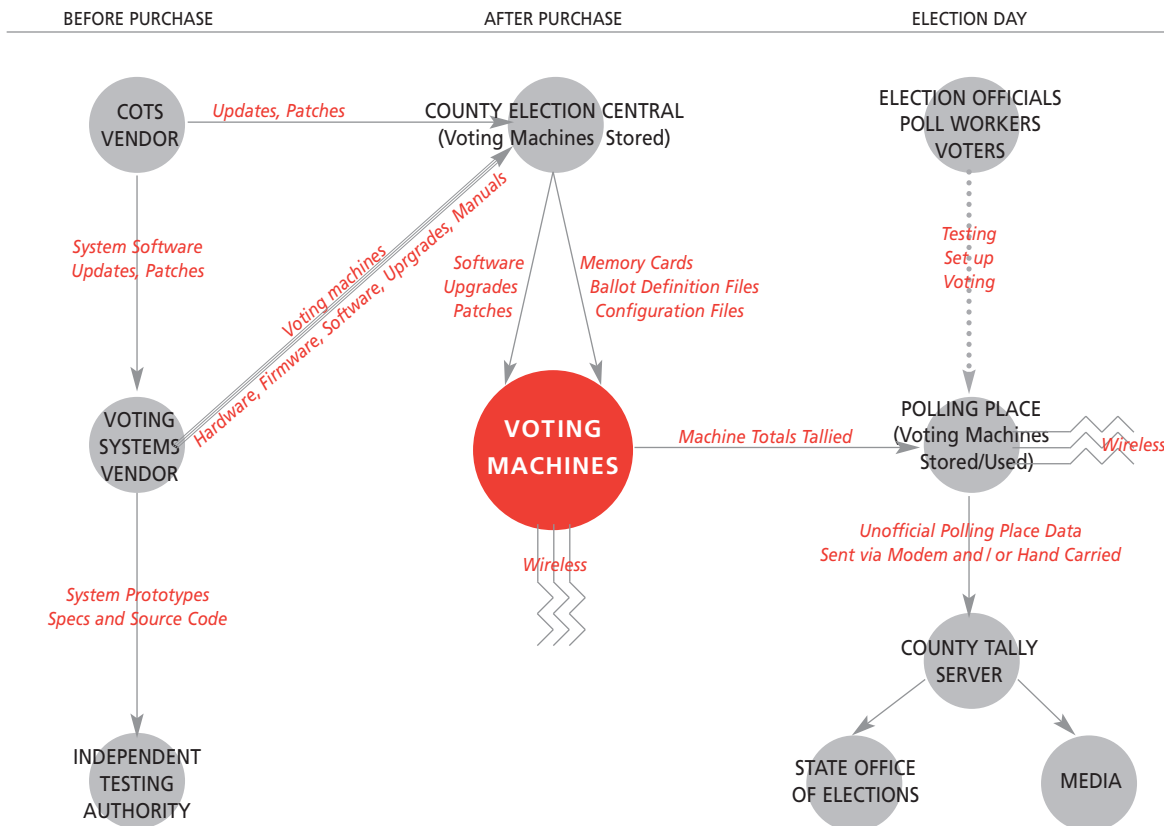 BEFORE PURCHASE
AFTER PURCHASE
ELECTION DAY
COTS
VENDOR
Updates, Patches
COUNTY ELECTION CENTRAL
(Voting Machines Stored)
ELECTION OFFICIALS
POLL WORKERS
VOTERS
System Software
Updates, Patches
Voting machines
Hardware, Firmware, Software, Uprgrades, Manuals
Software
Upgrades
Patches
Memory Cards
Ballot Definition Files
Configuration Files
Testing
Set up
Voting
VOTING
SYSTEMS
VENDOR
VOTING
MACHINES
Machine Totals Tallied
POLLING PLACE
(Voting Machines
Stored/Used)
Wireless
Wireless
Unofficial Polling Place Data
Sent via Modem and / or Hand Carried
System Prototypes
Specs and Source Code
COUNTY TALLY
SERVER
INDEPENDENT
TESTING
AUTHORITY
STATE OFFICE
OF ELECTIONS
MEDIA